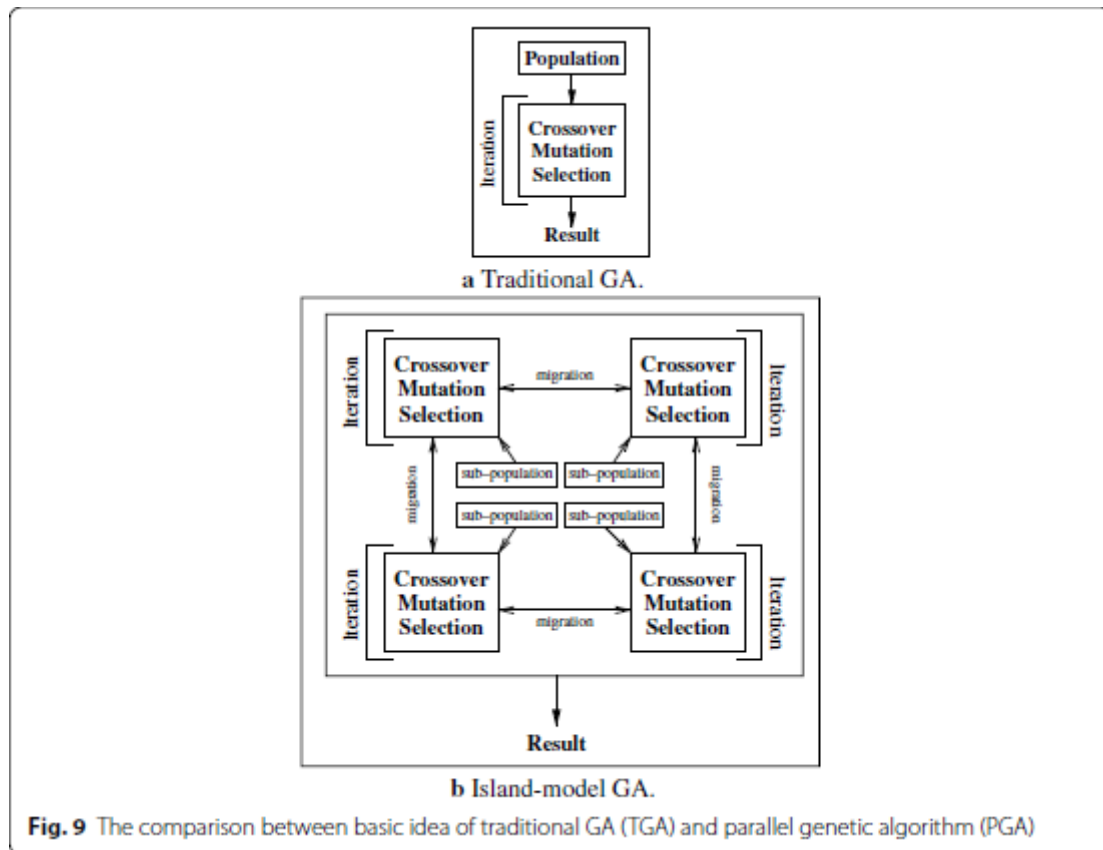 Population
Iteration
Crossover
Mutation
Selection
Result
a Traditional GA.
Iteration
Crossover
Mutation
Selection
migration
Crossover
Mutation
Selection
Iteration
migration
sub-population
sub-population
migration
sub-population
sub-population
Iteration
Crossover
Mutation
Selection
migration
Crossover
Mutation
Selection
Iteration
Result
b Island-model GA.
Fig. 9 The comparison between basic idea of traditional GA (TGA) and parallel genetic algorithm (PGA)